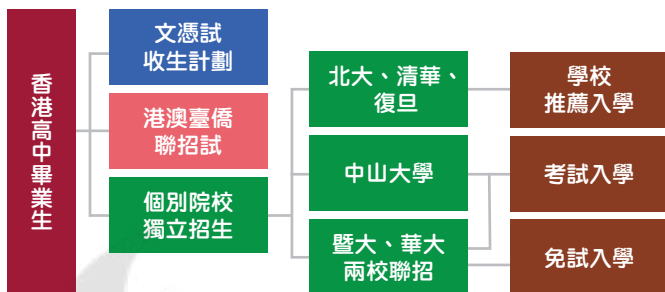 香港高中畢業生
文憑試
收生計劃
港澳臺僑
聯招試
個別院校
獨立招生
北大、清華、
復旦
中山大學
暨大、華大
兩校聯招
學校
推薦入學
考試入學
免試入學